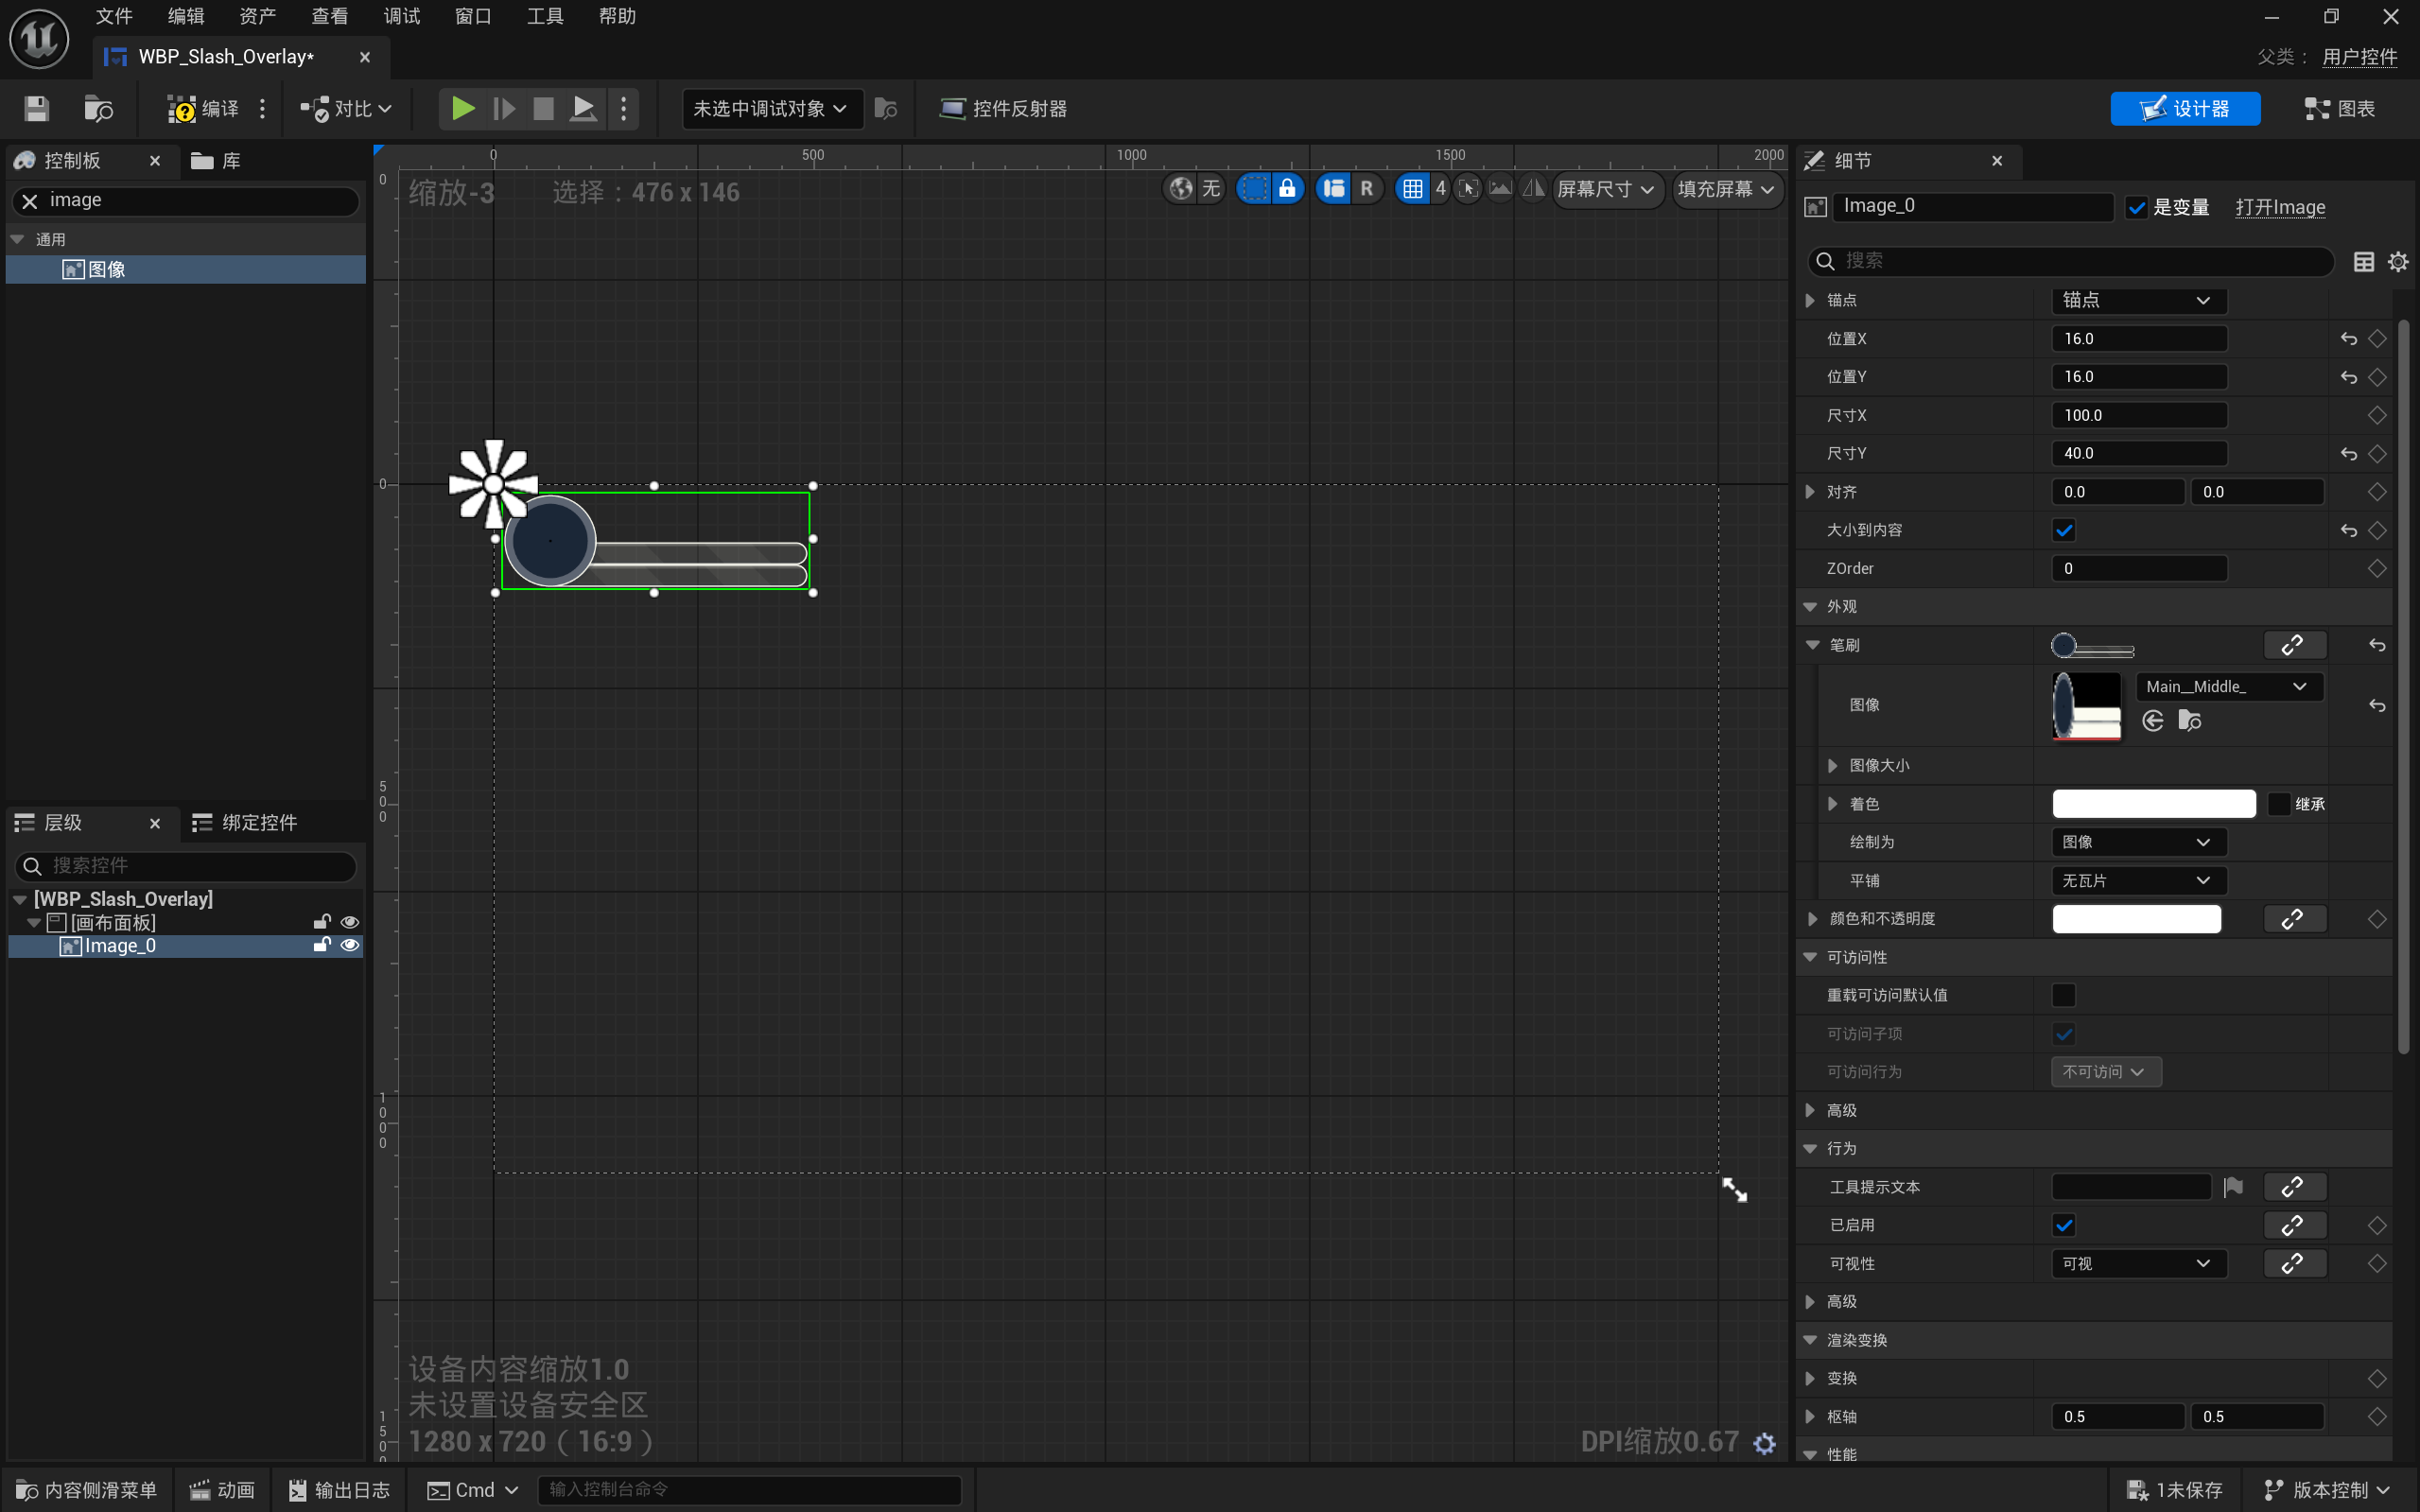 文件 编辑 资产 查看 调试 窗口 工具 帮助
WBP_Slash_Overlay*
父类： 用户控件
编译 对比 未选中调试对象 控件反射器 设计器 图表
控制板 库
image
通用
图像
层级 绑定控件
搜索控件
[WBP_Slash_Overlay]
[画布面板]
Image_0
0 500 1000 1500 2000
缩放-3 选择：476 x 146
无 R 4 屏幕尺寸 填充屏幕
0
0
500
1000
150
设备内容缩放1.0
未设置设备安全区
1280 x 720（16:9）
DPI缩放0.67
细节
Image_0 是变量 打开Image
搜索
锚点 锚点
位置X 16.0
位置Y 16.0
尺寸X 100.0
尺寸Y 40.0
对齐 0.0 0.0
大小到内容
ZOrder 0
外观
笔刷
图像 Main__Middle_
图像大小
着色 继承
绘制为 图像
平铺 无瓦片
颜色和不透明度
可访问性
重载可访问默认值
可访问子项
可访问行为 不可访问
高级
行为
工具提示文本
已启用
可视性 可视
高级
渲染变换
变换
枢轴 0.5 0.5
性能
内容侧滑菜单 动画 输出日志 Cmd 输入控制台命令 1未保存 版本控制